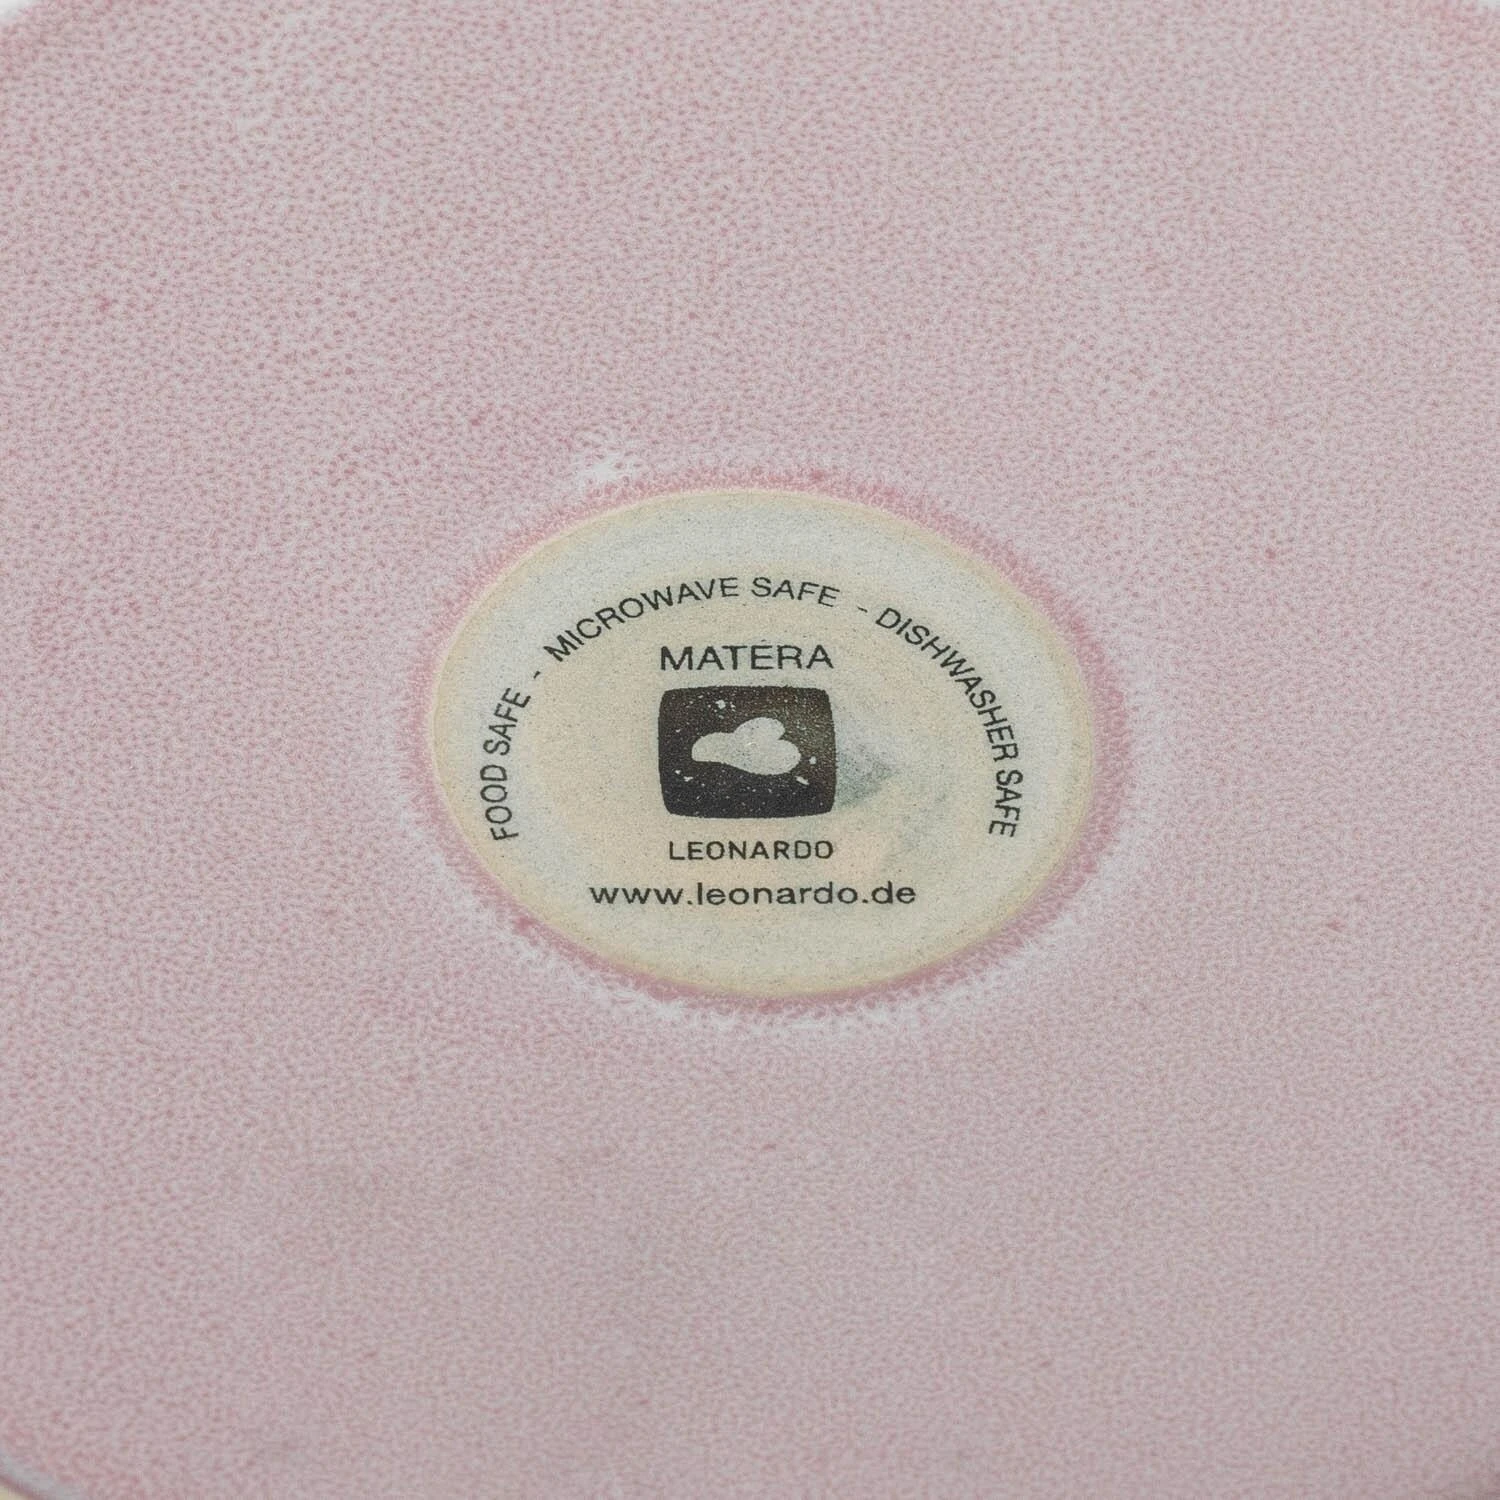 FOOD SAFE - MICROWAVE SAFE - DISHWASHER SAFE
MATERA
LEONARDO
www.leonardo.de